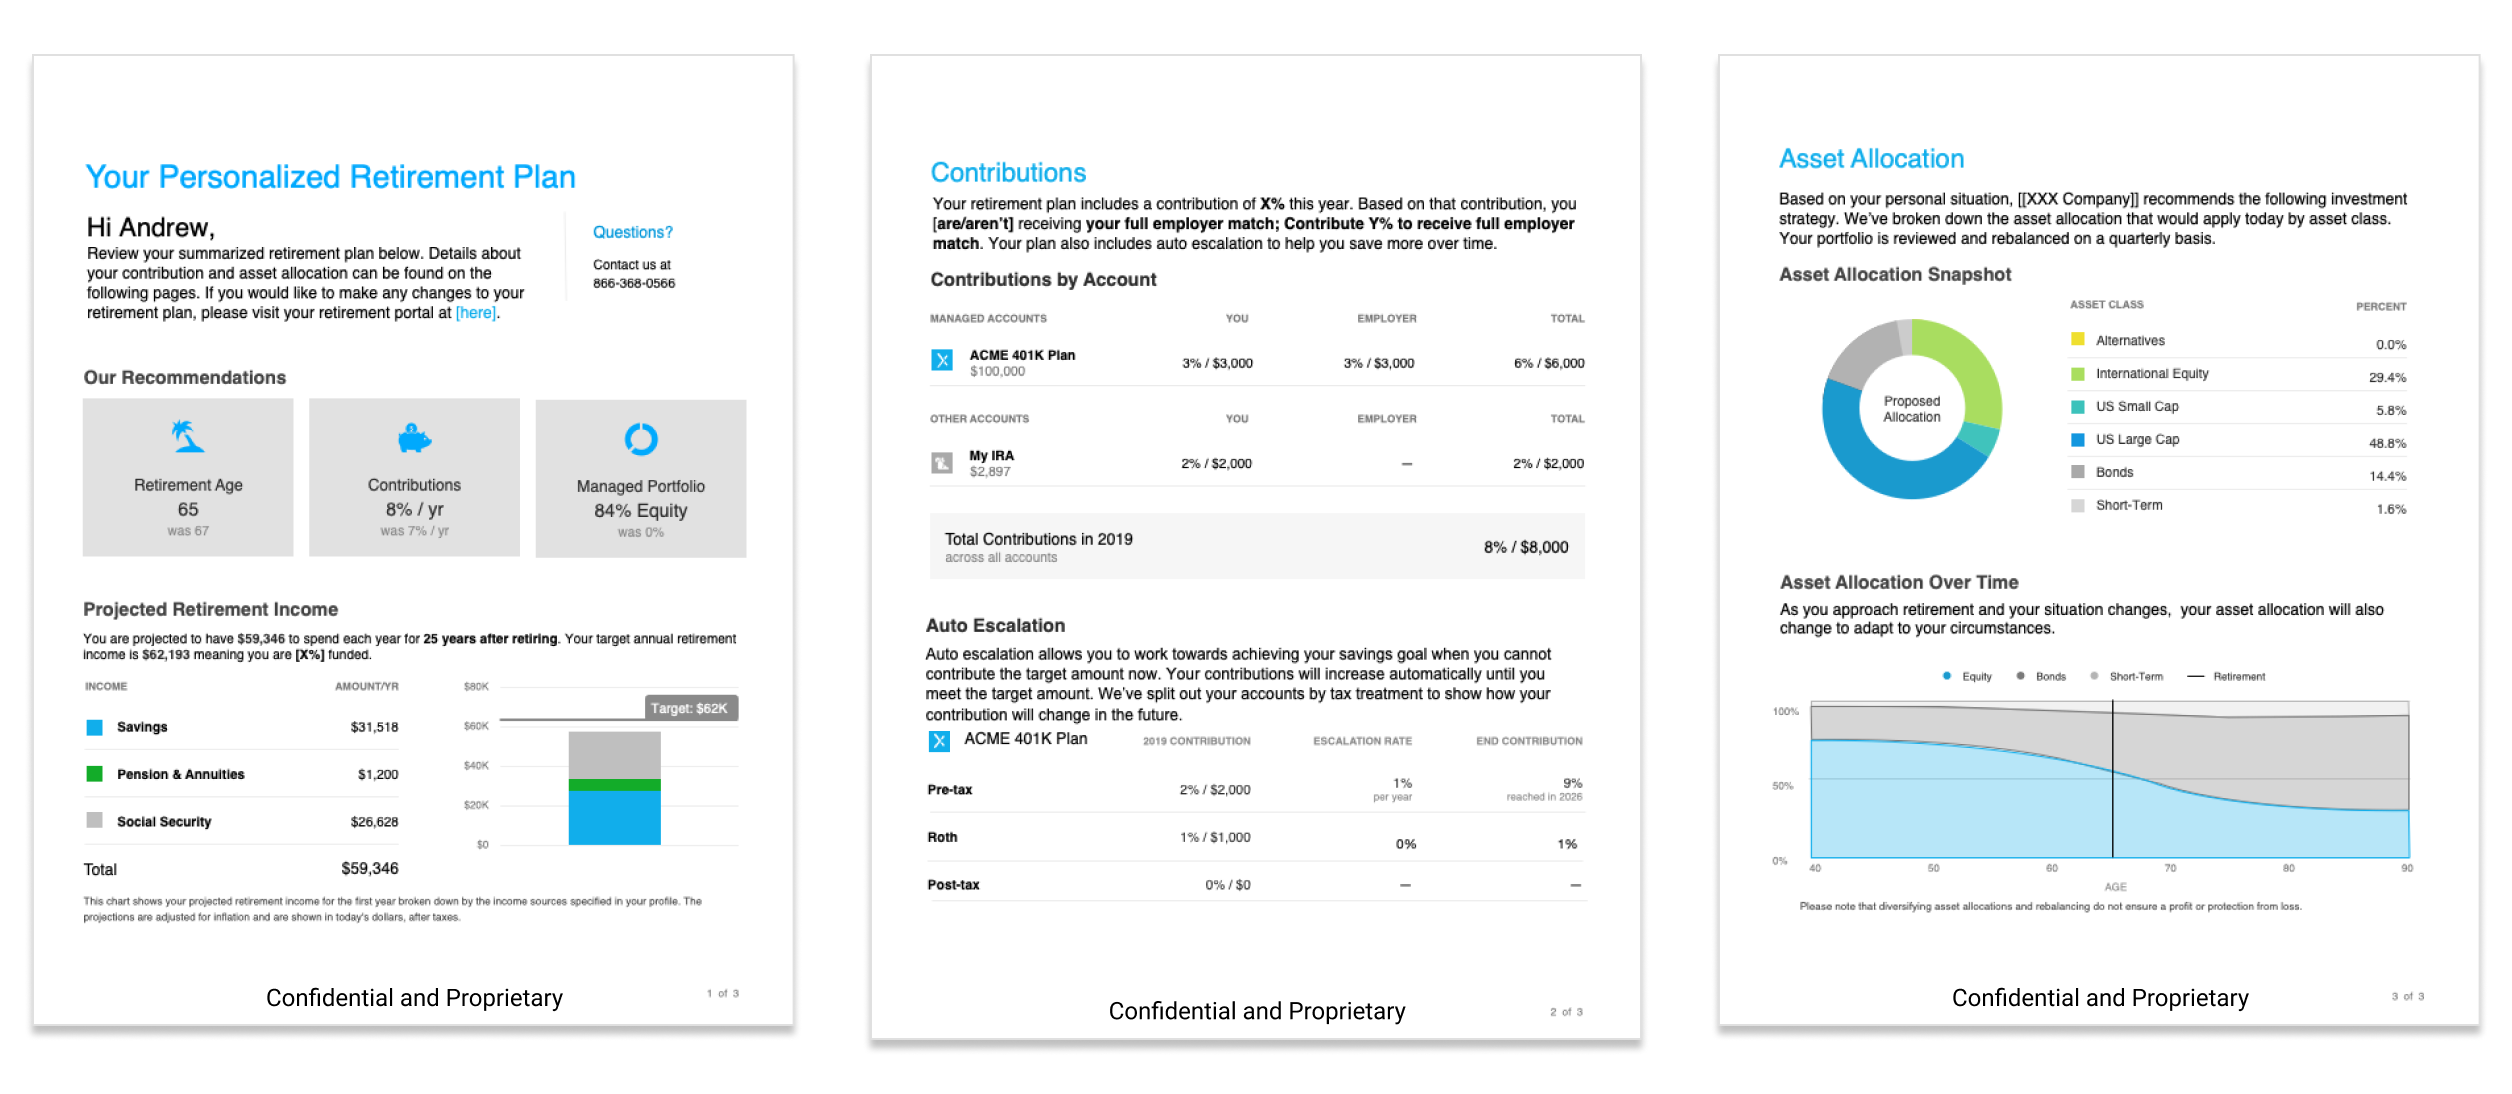 Your Personalized Retirement Plan
Hi Andrew,
Review your summarized retirement plan below. Details about
your contribution and asset allocation can be found on the
following pages. If you would like to make any changes to your
retirement plan, please visit your retirement portal at [here].
Questions?
Contact us at
866-368-0566
Our Recommendations
Retirement Age
65
was 67
Contributions
8% / yr
was 7% / yr
Managed Portfolio
84% Equity
was 0%
Projected Retirement Income
You are projected to have $59,346 to spend each year for 25 years after retiring. Your target annual retirement
income is $62,193 meaning you are [X%] funded.
INCOME AMOUNT/YR
Savings $31,518
Pension & Annuities $1,200
Social Security $26,628
Total $59,346
$80K
Target: $62K
$60K
$40K
$20K
$0
This chart shows your projected retirement income for the first year broken down by the income sources specified in your profile. The
projections are adjusted for inflation and are shown in today's dollars, after taxes.
Confidential and Proprietary
1 of 3
Contributions
Your retirement plan includes a contribution of X% this year. Based on that contribution, you
[are/aren't] receiving your full employer match; Contribute Y% to receive full employer
match. Your plan also includes auto escalation to help you save more over time.
Contributions by Account
MANAGED ACCOUNTS YOU EMPLOYER TOTAL
ACME 401K Plan 3% / $3,000 3% / $3,000 6% / $6,000
$100,000
OTHER ACCOUNTS YOU EMPLOYER TOTAL
My IRA 2% / $2,000 — 2% / $2,000
$2,897
Total Contributions in 2019 8% / $8,000
across all accounts
Auto Escalation
Auto escalation allows you to work towards achieving your savings goal when you cannot
contribute the target amount now. Your contributions will increase automatically until you
meet the target amount. We've split out your accounts by tax treatment to show how your
contribution will change in the future.
ACME 401K Plan 2019 CONTRIBUTION ESCALATION RATE END CONTRIBUTION
Pre-tax 2% / $2,000 1% 9%
per year reached in 2026
Roth 1% / $1,000 0% 1%
Post-tax 0% / $0 — —
Confidential and Proprietary
2 of 3
Asset Allocation
Based on your personal situation, [[XXX Company]] recommends the following investment
strategy. We've broken down the asset allocation that would apply today by asset class.
Your portfolio is reviewed and rebalanced on a quarterly basis.
Asset Allocation Snapshot
Proposed
Allocation
ASSET CLASS PERCENT
Alternatives 0.0%
International Equity 29.4%
US Small Cap 5.8%
US Large Cap 48.8%
Bonds 14.4%
Short-Term 1.6%
Asset Allocation Over Time
As you approach retirement and your situation changes, your asset allocation will also
change to adapt to your circumstances.
Equity Bonds Short-Term Retirement
100%
50%
0%
40 50 60 70 80 90
AGE
Please note that diversifying asset allocations and rebalancing do not ensure a profit or protection from loss.
Confidential and Proprietary
3 of 3